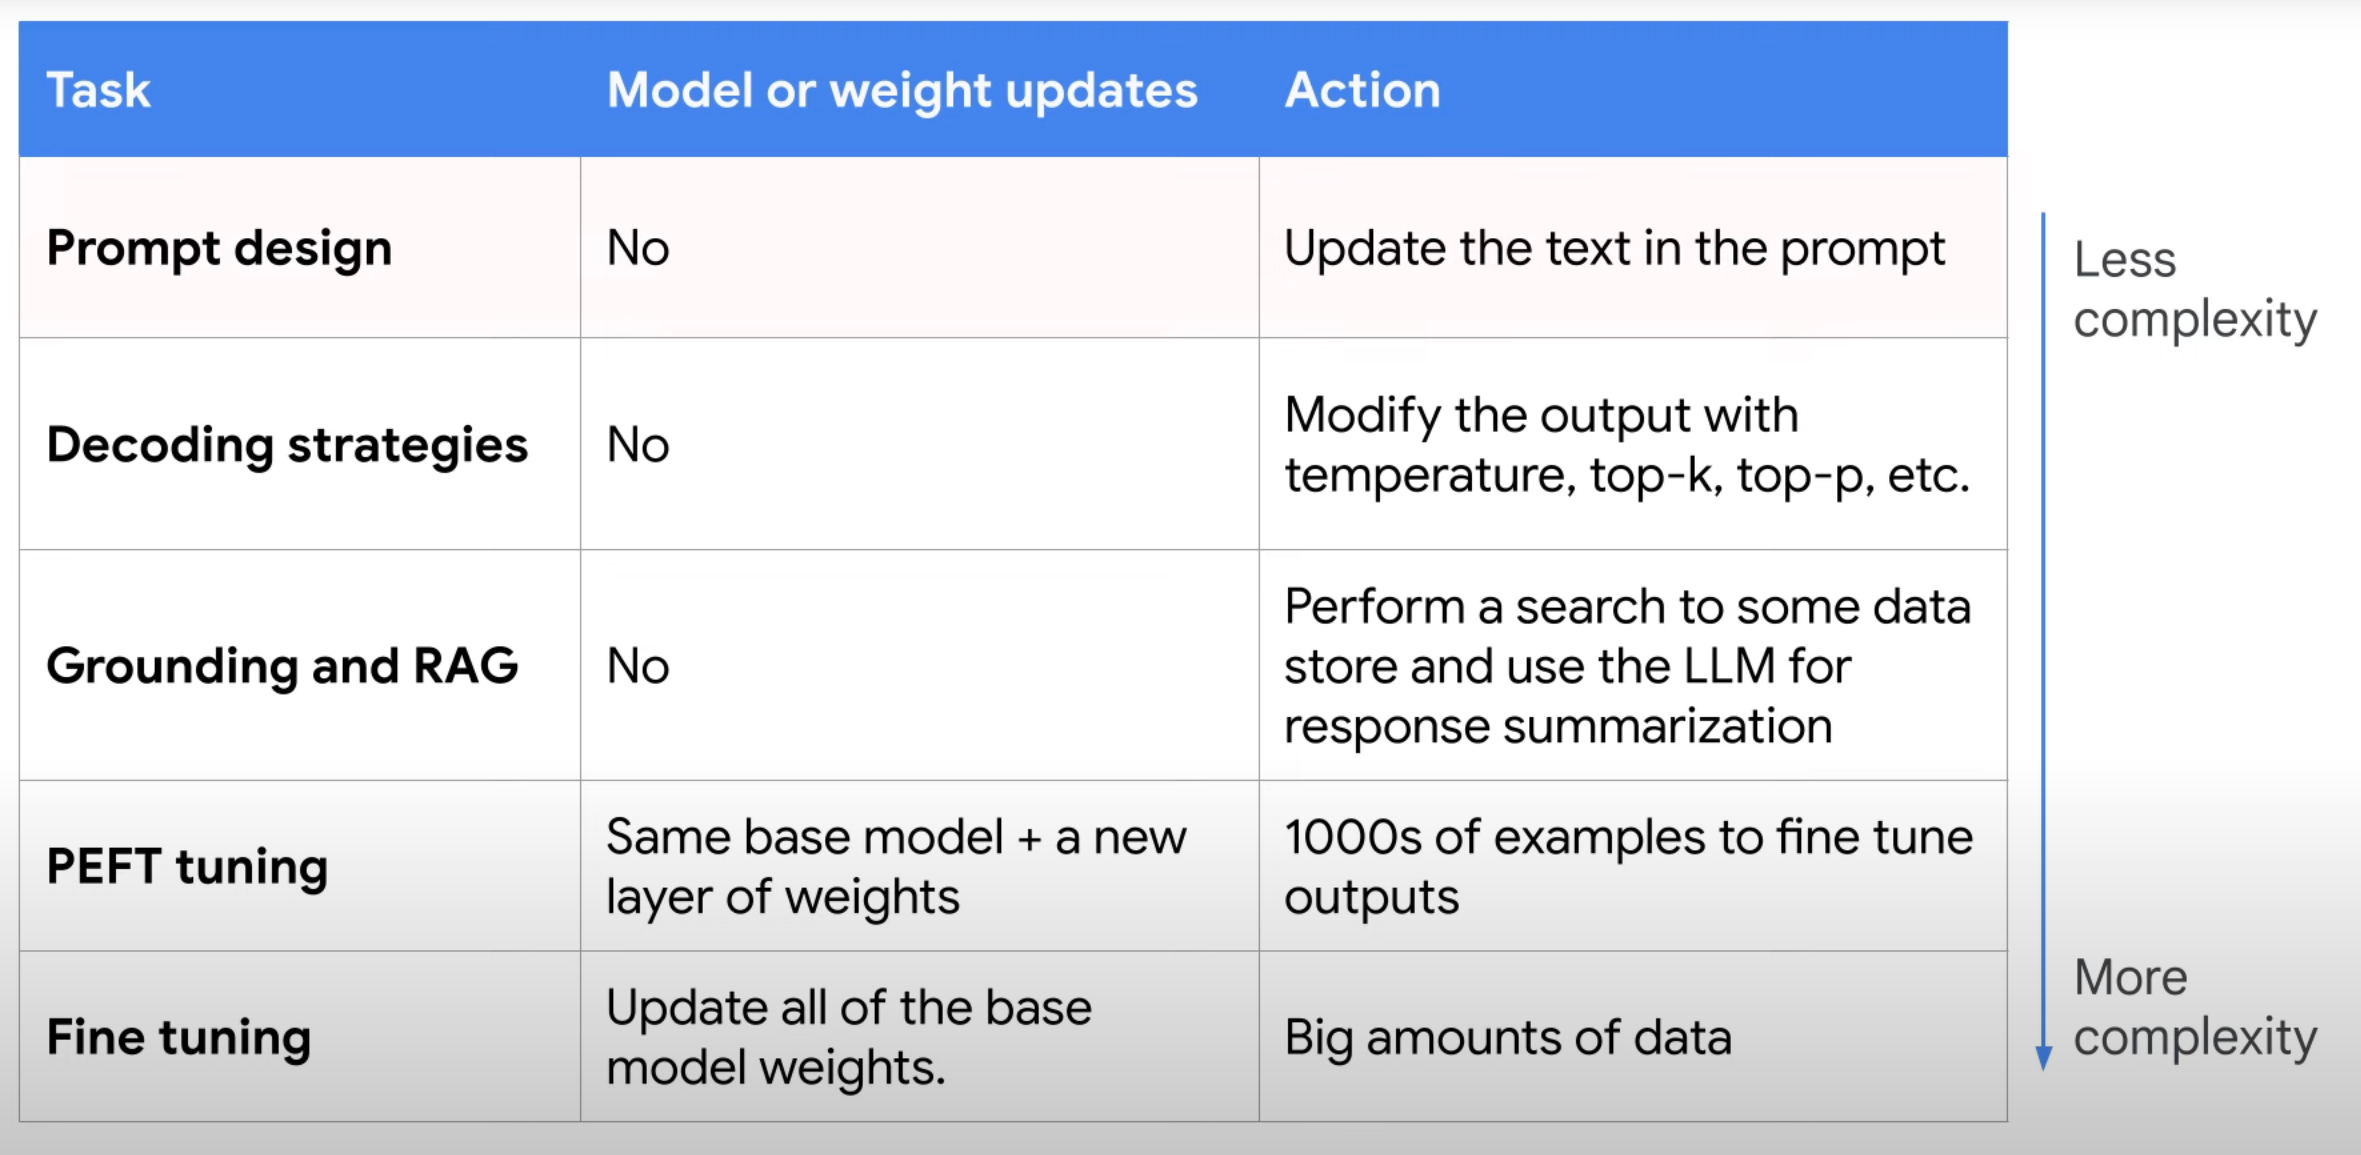 Task
Model or weight updates
Action
Prompt design
No
Update the text in the prompt
Decoding strategies
No
Modify the output with
temperature, top-k, top-p, etc.
Grounding and RAG
No
Perform a search to some data
store and use the LLM for
response summarization
PEFT tuning
Same base model + a new
layer of weights
1000s of examples to fine tune
outputs
Fine tuning
Update all of the base
model weights.
Big amounts of data
Less
complexity
More
complexity